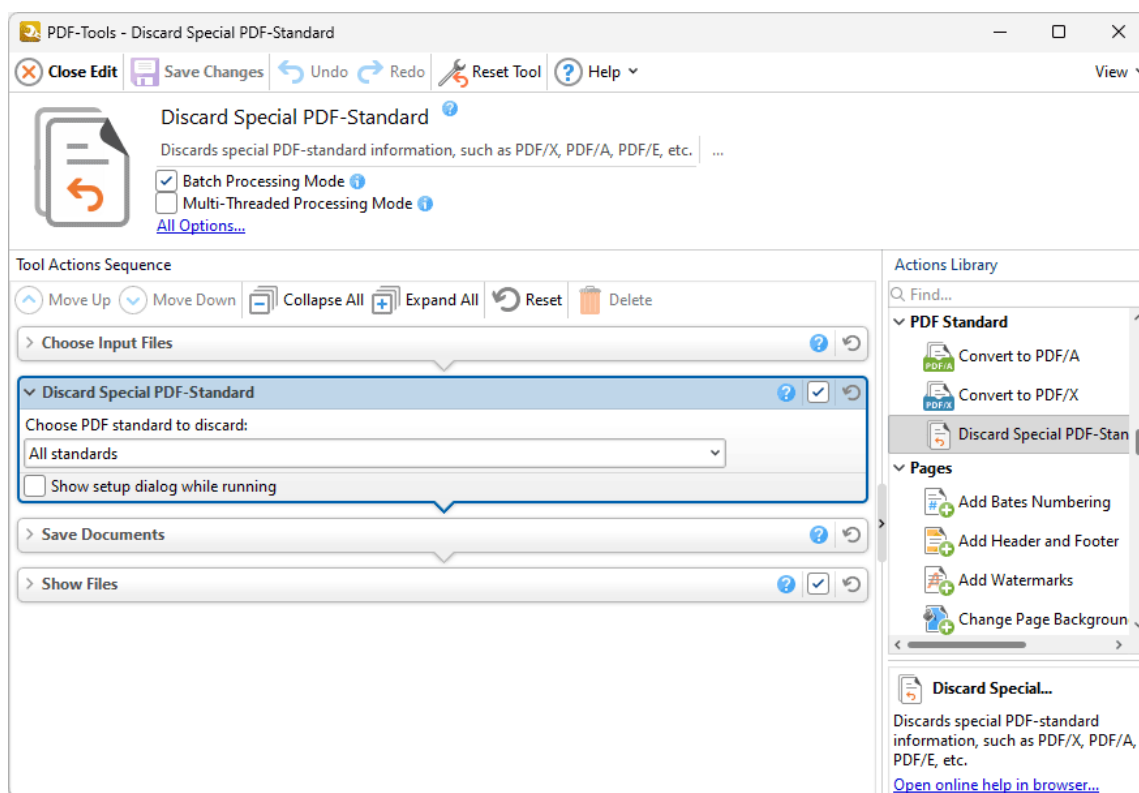 PDF-Tools - Discard Special PDF-Standard
Close Edit Save Changes Undo Redo Reset Tool ? Help View
Discard Special PDF-Standard ?
Discards special PDF-standard information, such as PDF/X, PDF/A, PDF/E, etc. ...
Batch Processing Mode i
Multi-Threaded Processing Mode i
All Options...
Tool Actions Sequence
Move Up Move Down Collapse All Expand All Reset Delete
Choose Input Files ?
Discard Special PDF-Standard ?
Choose PDF standard to discard:
All standards
Show setup dialog while running
Save Documents ?
Show Files ?
Actions Library
Find...
PDF Standard
PDF/A Convert to PDF/A
PDF/X Convert to PDF/X
Discard Special PDF-Stan
Pages
# Add Bates Numbering
Add Header and Footer
Add Watermarks
Change Page Backgroun
Discard Special...
Discards special PDF-standard
information, such as PDF/X, PDF/A,
PDF/E, etc.
Open online help in browser...